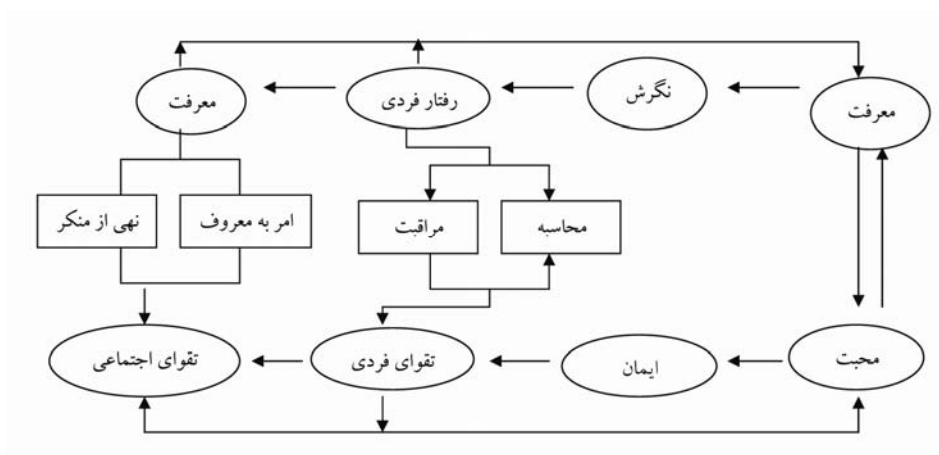 معرفت
نگرش
رفتار فردی
معرفت
محاسبه
مراقبت
امر به معروف
نهی از منکر
محبت
ایمان
تقوای فردی
تقوای اجتماعی